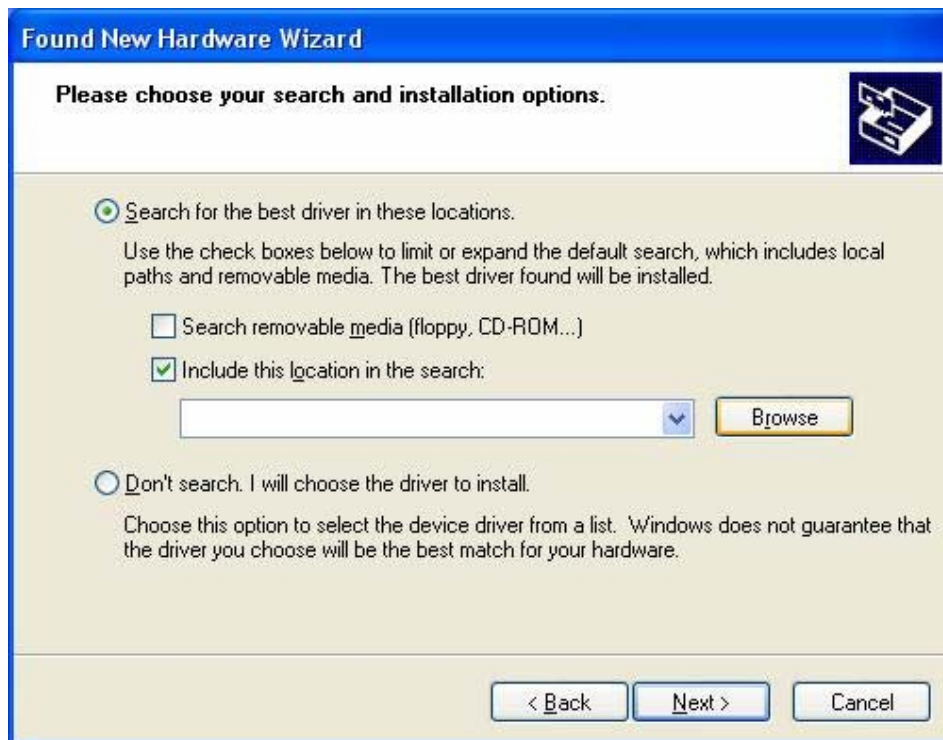 Found New Hardware Wizard
Please choose your search and installation options.
Search for the best driver in these locations.
Use the check boxes below to limit or expand the default search, which includes local
paths and removable media. The best driver found will be installed.
Search removable media (floppy, CD-ROM...)
Include this location in the search:
Browse
Don't search. I will choose the driver to install.
Choose this option to select the device driver from a list.  Windows does not guarantee that
the driver you choose will be the best match for your hardware.
< Back Next > Cancel